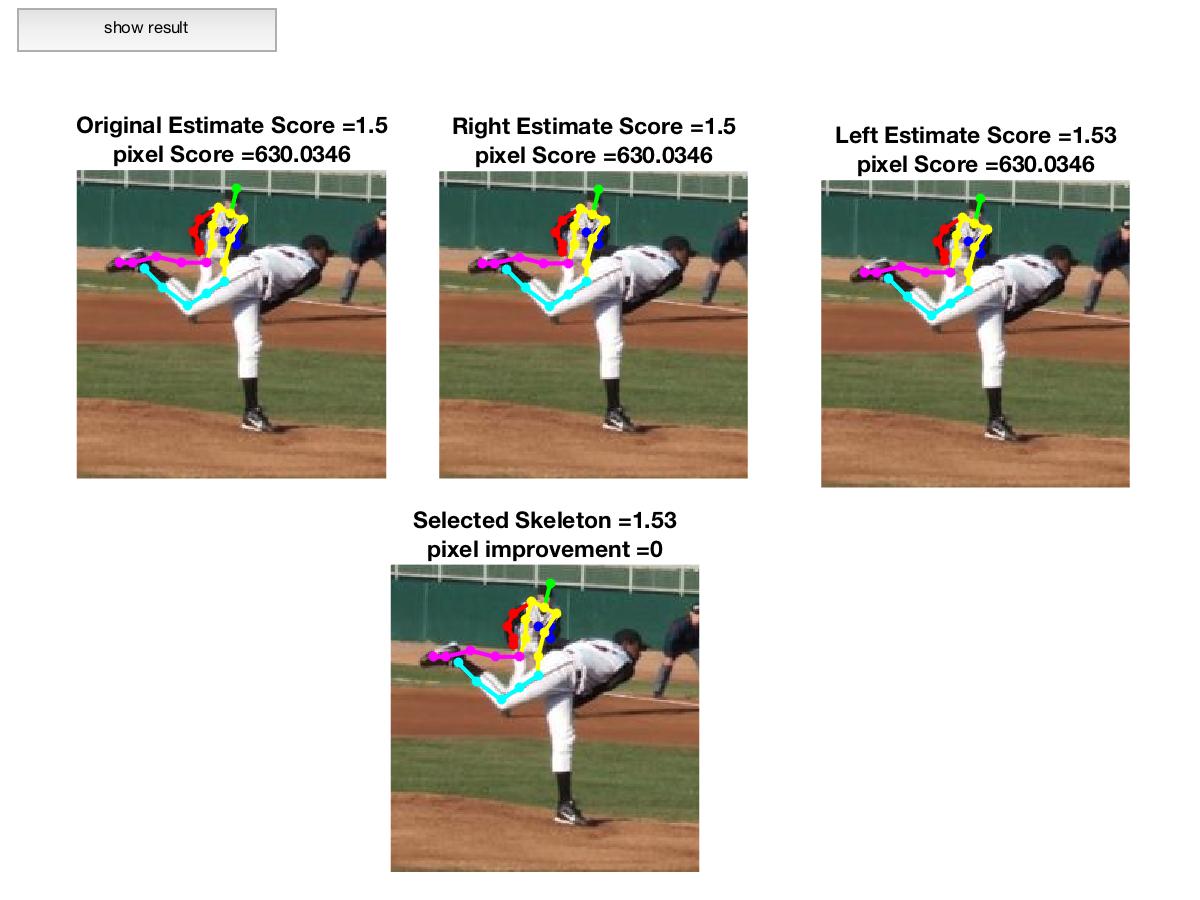 show result
Original Estimate Score =1.5
pixel Score =630.0346
Right Estimate Score =1.5
pixel Score =630.0346
Left Estimate Score =1.53
pixel Score =630.0346
Selected Skeleton =1.53
pixel improvement =0